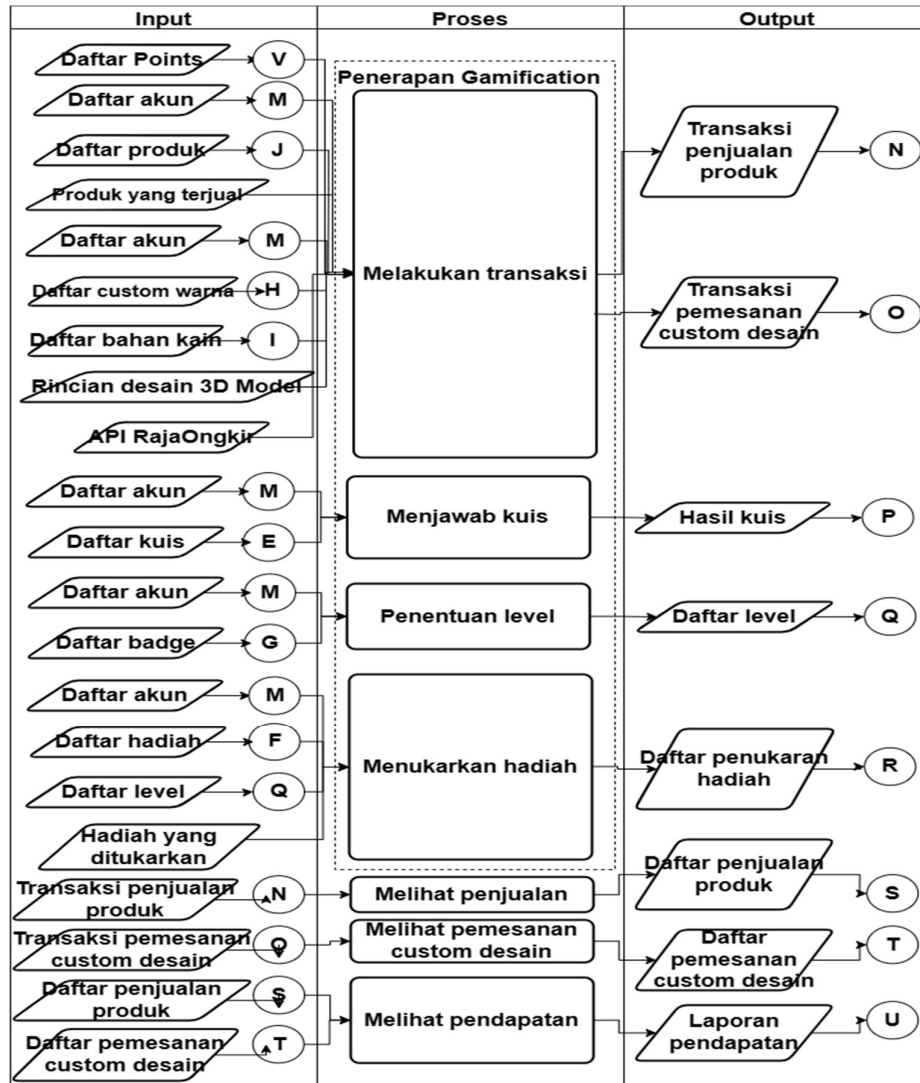 Input
Proses
Output
Daftar Points
V
Daftar akun
M
Daftar produk
J
Produk yang terjual
Daftar akun
M
Daftar custom warna
H
Daftar bahan kain
I
Rincian desain 3D Model
API RajaOngkir
Penerapan Gamification
Melakukan transaksi
Transaksi
penjualan
produk
N
Transaksi
pemesanan
custom desain
O
Daftar akun
M
Daftar kuis
E
Menjawab kuis
Hasil kuis
P
Daftar akun
M
Daftar badge
G
Penentuan level
Daftar level
Q
Daftar akun
M
Daftar hadiah
F
Daftar level
Q
Hadiah yang
ditukarkan
Menukarkan hadiah
Daftar penukaran
hadiah
R
Transaksi penjualan
produk
N
Melihat penjualan
Daftar penjualan
produk
S
Transaksi pemesanan
custom desain
O
Melihat pemesanan
custom desain
Daftar
pemesanan
custom desain
T
Daftar penjualan
produk
S
Daftar pemesanan
custom desain
T
Melihat pendapatan
Laporan
pendapatan
U